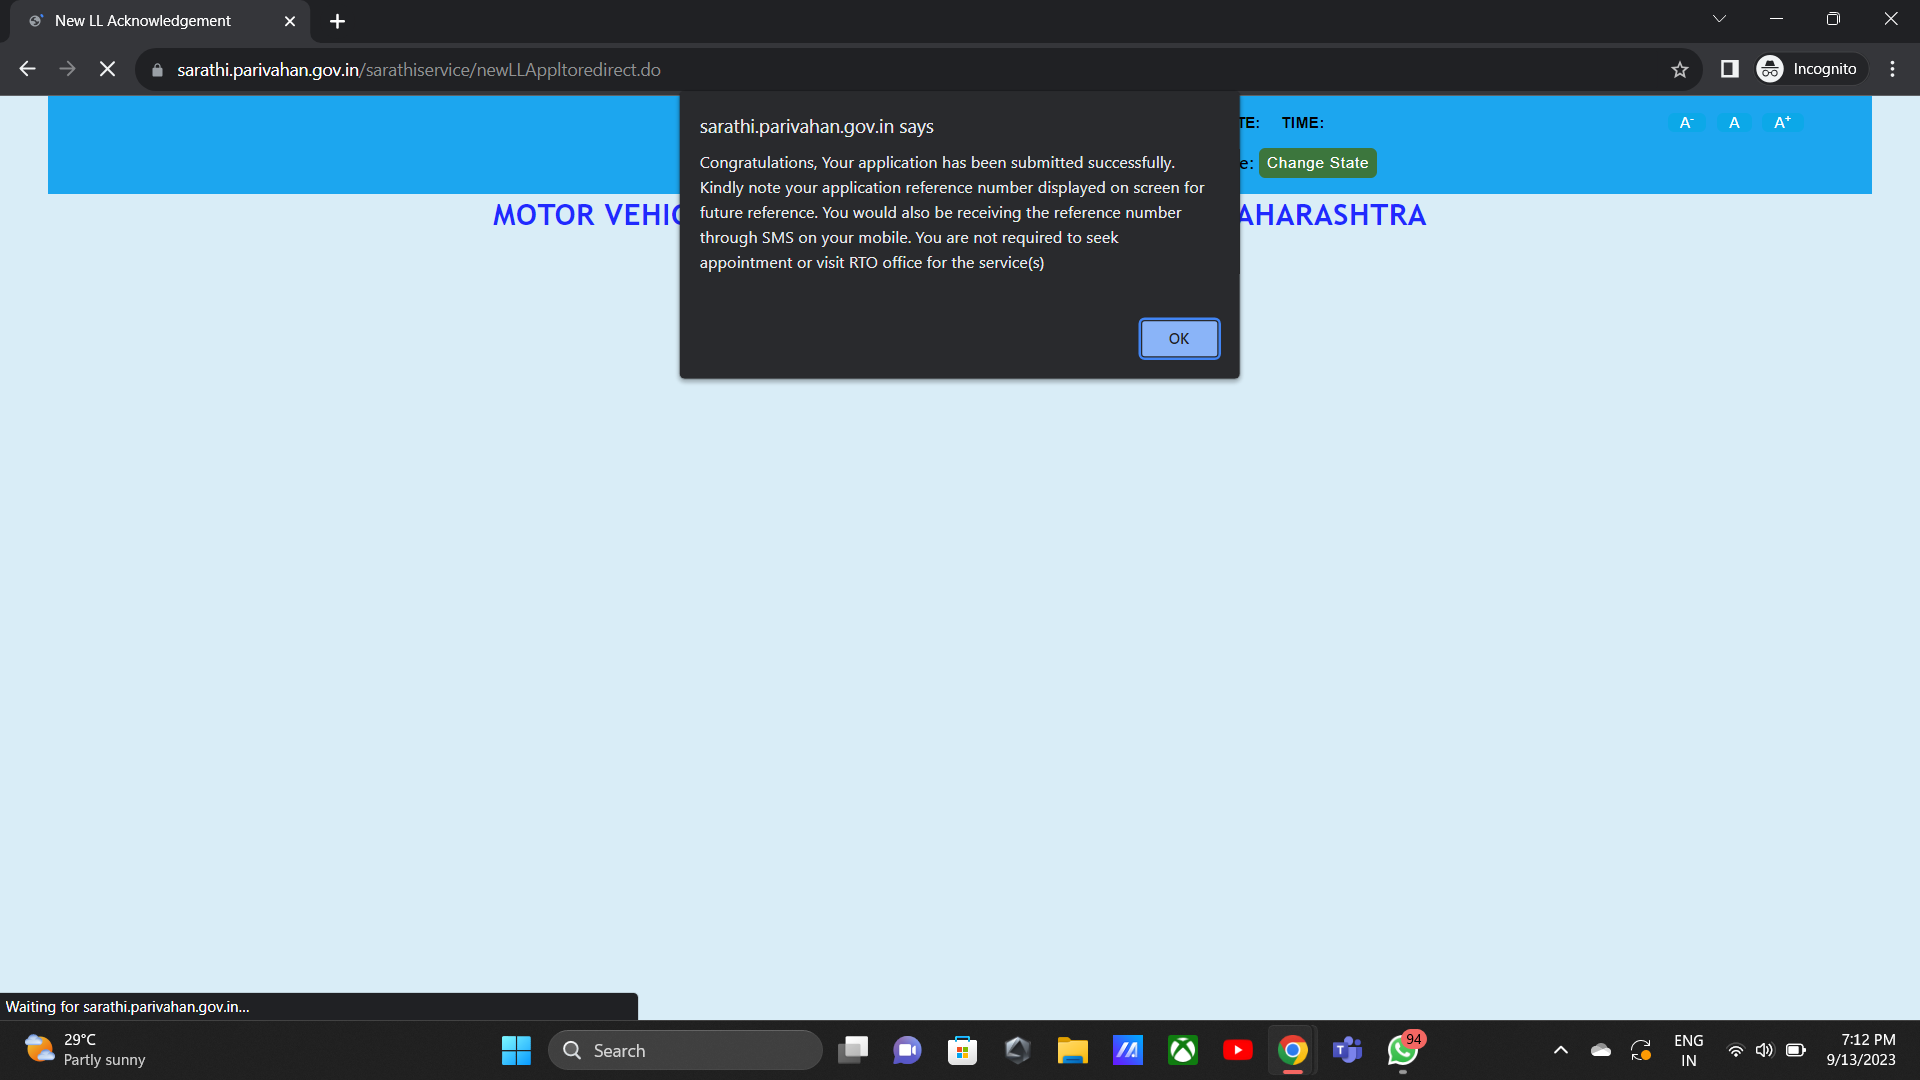 New LL Acknowledgement
sarathi.parivahan.gov.in/sarathiservice/newLLAppltoredirect.do
Incognito
sarathi.parivahan.gov.in says
Congratulations, Your application has been submitted successfully.
Kindly note your application reference number displayed on screen for
future reference. You would also be receiving the reference number
through SMS on your mobile. You are not required to seek
appointment or visit RTO office for the service(s)
OK
TE: TIME:
A- A A+
e: Change State
MOTOR VEHIC AHARASHTRA
Waiting for sarathi.parivahan.gov.in...
29°C
Partly sunny
Search
94
ENG
IN
7:12 PM
9/13/2023